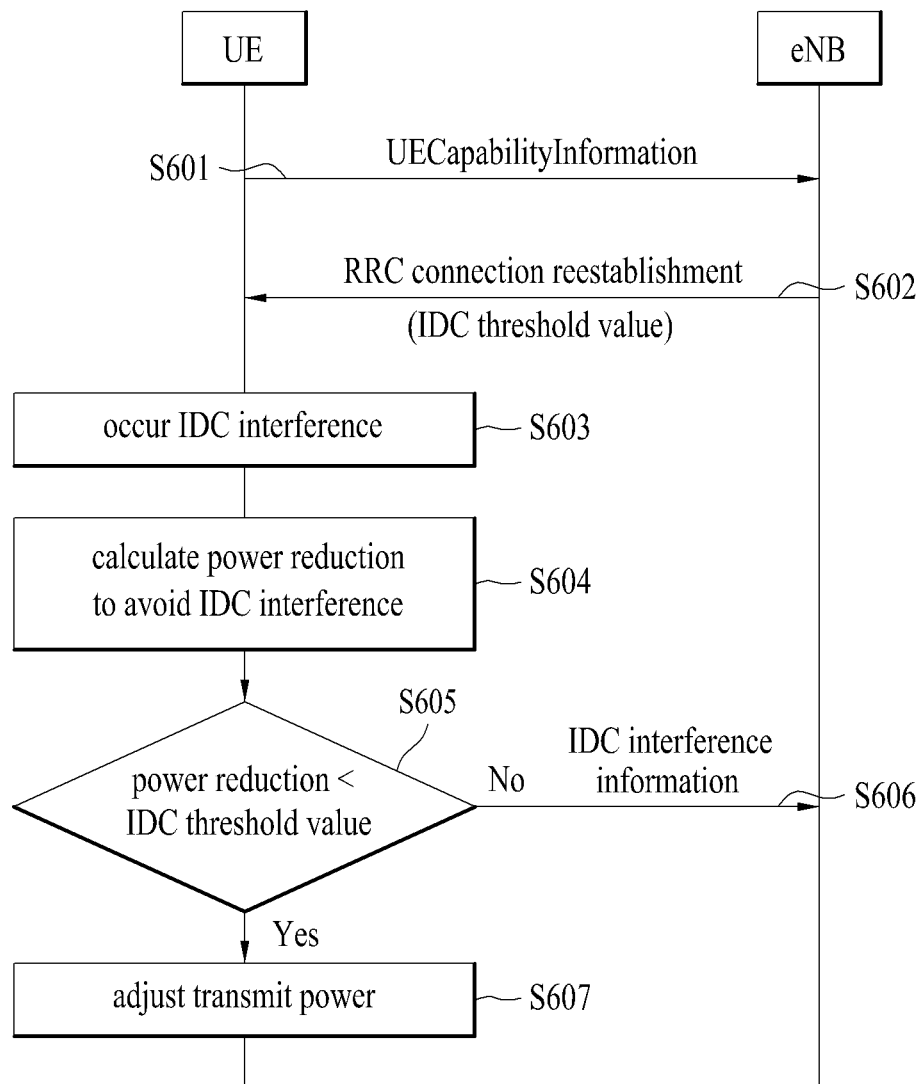 UE
eNB
UECapabilityInformation
S601
RRC connection reestablishment
S602
(IDC threshold value)
occur IDC interference
S603
calculate power reduction
to avoid IDC interference
S604
S605
power reduction <
IDC threshold value
No
IDC interference
information
S606
Yes
adjust transmit power
S607